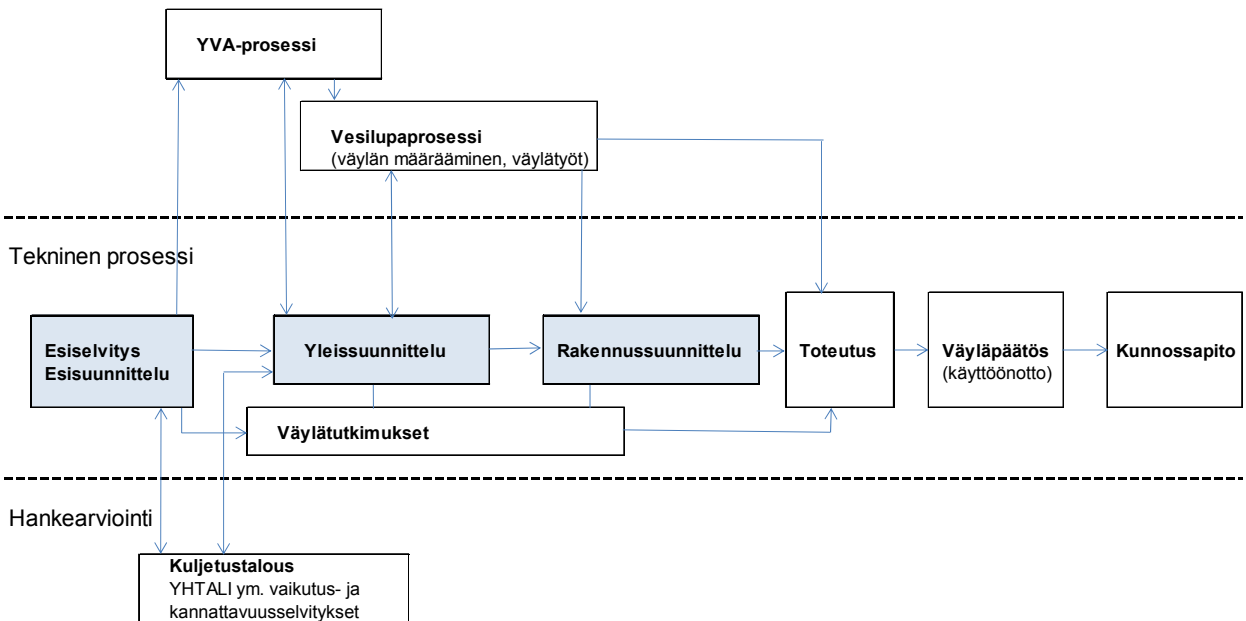 YVA-prosessi
Vesilupaprosessi
(väylän määrääminen, väylätyöt)
Tekninen prosessi
Esiselvitys
Esisuunnittelu
Yleissuunnittelu
Rakennussuunnittelu
Toteutus
Väyläpäätös
(käyttöönotto)
Kunnossapito
Väylätutkimukset
Hankearviointi
Kuljetustalous
YHTALI ym. vaikutus- ja
kannattavuusselvitykset